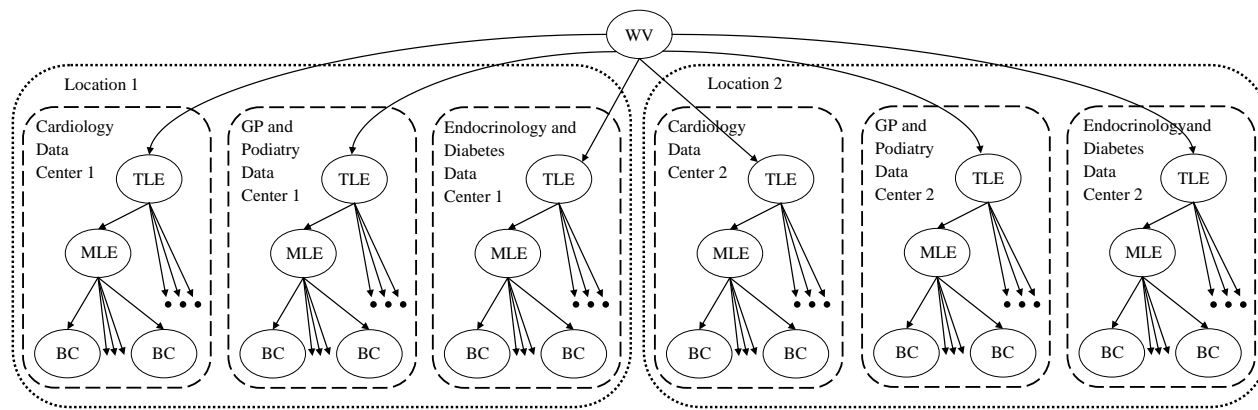 WV
Location 1
Cardiology
Data
Center 1
TLE
MLE
BC
BC
GP and
Podiatry
Data
Center 1
TLE
MLE
BC
BC
Endocrinology and
Diabetes
Data
Center 1
TLE
MLE
BC
BC
Location 2
Cardiology
Data
Center 2
TLE
MLE
BC
BC
GP and
Podiatry
Data
Center 2
TLE
MLE
BC
BC
Endocrinologyand
Diabetes
Data
Center 2
TLE
MLE
BC
BC